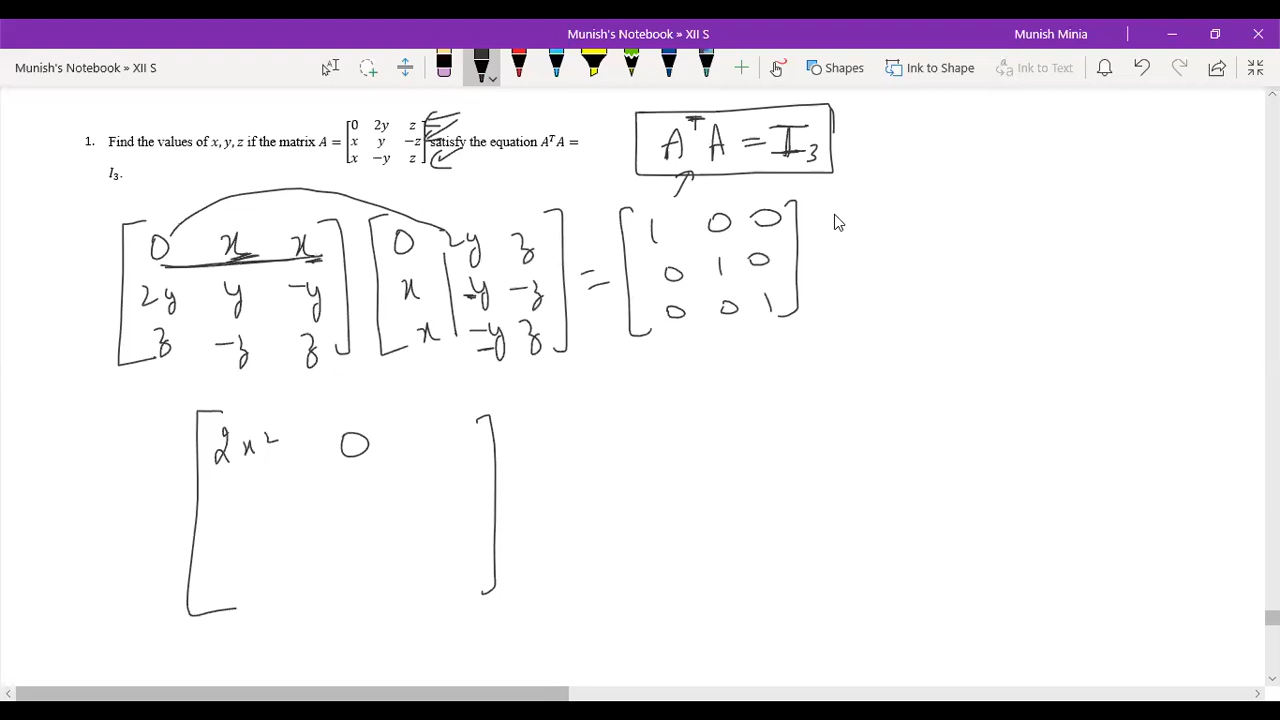 Munish's Notebook » XII S
Munish Minia
Munish's Notebook » XII S
Shapes
Ink to Shape
Ink to Text
1. Find the values of x, y, z if the matrix A = [0 2y z
x y −z
x −y z] satisfy the equation AᵀA =
I₃.
AᵀA = I₃
[0 x x
2y y −y
z −z z] [0 2y z
x y −z
x −y z] = [1 0 0
0 1 0
0 0 1]
[2x² 0 ]